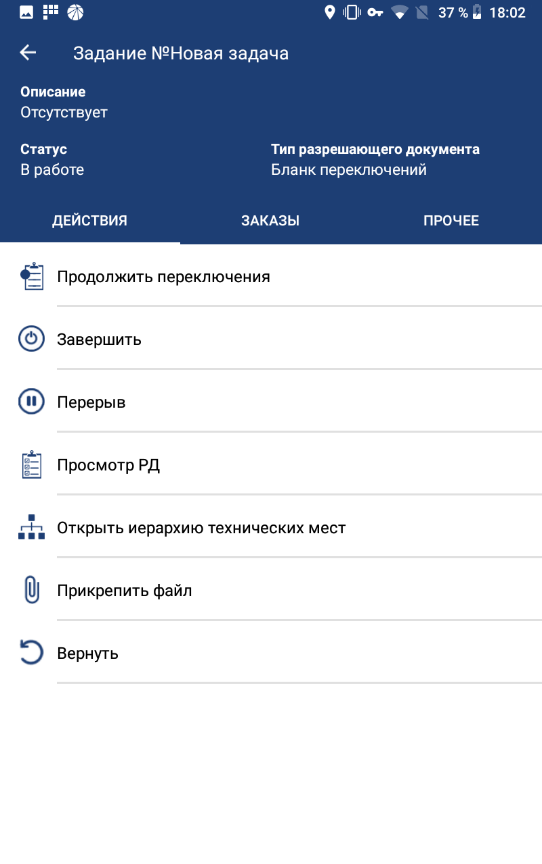 37 % 18:02
Задание №Новая задача
Описание
Отсутствует
Статус
Тип разрешающего документа
В работе
Бланк переключений
ДЕЙСТВИЯ
ЗАКАЗЫ
ПРОЧЕЕ
Продолжить переключения
Завершить
Перерыв
Просмотр РД
Открыть иерархию технических мест
Прикрепить файл
Вернуть